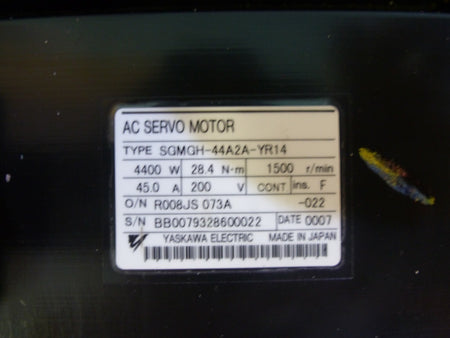 AC SERVO MOTOR
TYPE SGMGH-44A2A-YR14
4400 W 28.4 N-m 1500 r/min
45.0 A 200 V CONT ins. F
O/N R008JS 073A -022
S/N BB0079328600022 DATE 0007
YASKAWA ELECTRIC MADE IN JAPAN